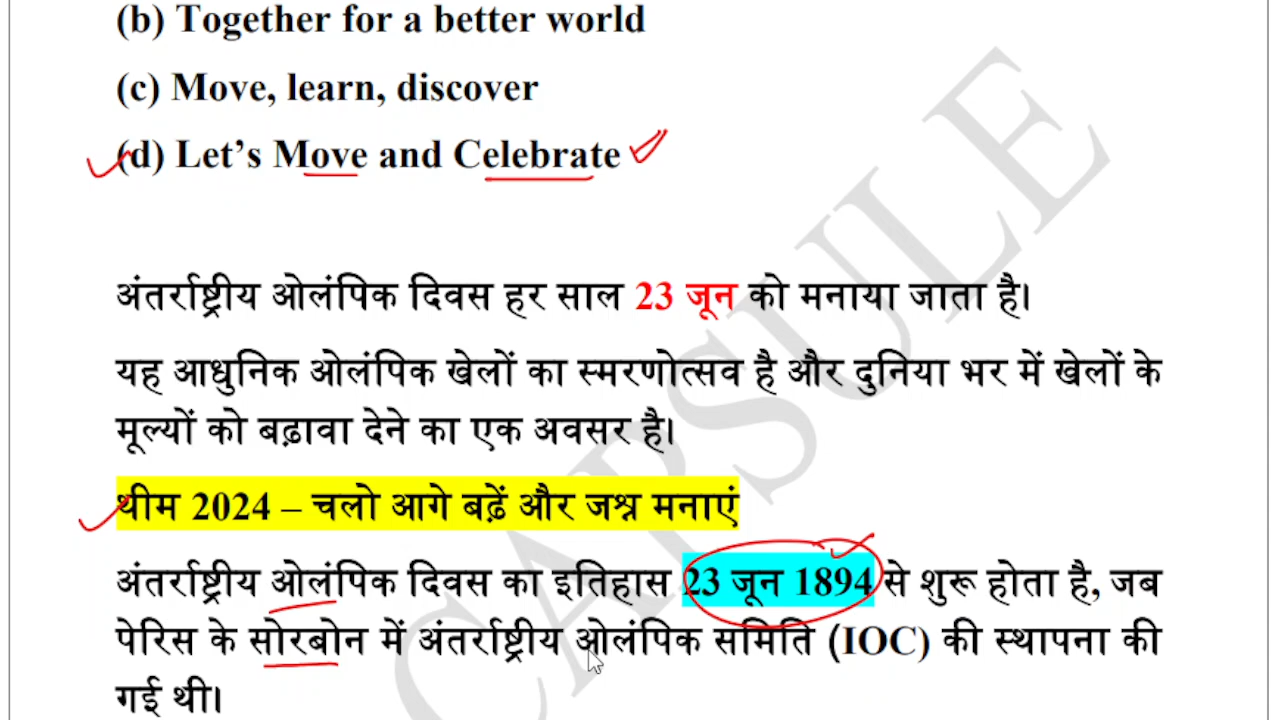 (b) Together for a better world
(c) Move, learn, discover
(d) Let’s Move and Celebrate
अंतर्राष्ट्रीय ओलंपिक दिवस हर साल 23 जून को मनाया जाता है।
यह आधुनिक ओलंपिक खेलों का स्मरणोत्सव है और दुनिया भर में खेलों के
मूल्यों को बढ़ावा देने का एक अवसर है।
थीम 2024 – चलो आगे बढ़ें और जश्न मनाएं
अंतर्राष्ट्रीय ओलंपिक दिवस का इतिहास 23 जून 1894 से शुरू होता है, जब
पेरिस के सोरबोन में अंतर्राष्ट्रीय ओलंपिक समिति (IOC) की स्थापना की
गई थी।
CAPSULE